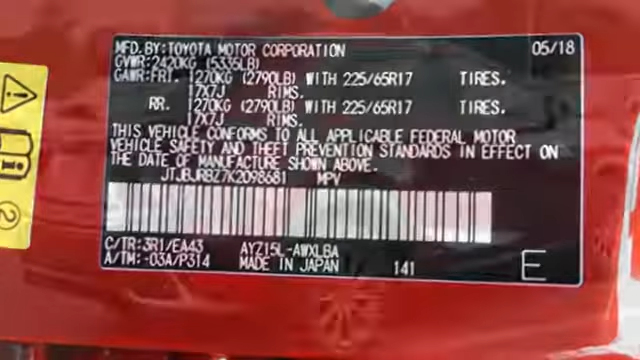 MFD.BY:TOYOTA MOTOR CORPORATION 05/18
GVWR:2420KG (5335LB)
GAWR:FRT. 1270KG (2790LB) WITH 225/65R17 TIRES.
17X7J RIMS.
RR. 1270KG (2790LB) WITH 225/65R17 TIRES.
17X7J RIMS.
THIS VEHICLE CONFORMS TO ALL APPLICABLE FEDERAL MOTOR
VEHICLE SAFETY AND THEFT PREVENTION STANDARDS IN EFFECT ON
THE DATE OF MANUFACTURE SHOWN ABOVE.
JTJBJRBZ7K2098681 MPV
C/TR:3R1/EA43 AYZ15L-AWXLBA
A/TM:-03A/P314 MADE IN JAPAN 141
E
2